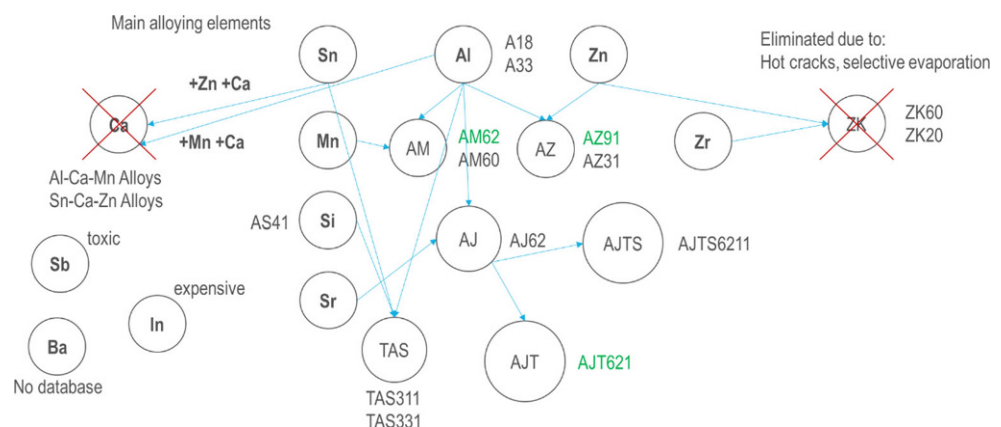 Main alloying elements
Sn
Al
A18
A33
Zn
Eliminated due to:
Hot cracks, selective evaporation
+Zn +Ca
Ca
+Mn +Ca
Al-Ca-Mn Alloys
Sn-Ca-Zn Alloys
Mn
AM
AM62
AM60
AZ
AZ91
AZ31
Zr
ZK
ZK60
ZK20
AS41
Si
AJ
AJ62
AJTS
AJTS6211
toxic
Sb
expensive
In
Sr
Ba
No database
TAS
TAS311
TAS331
AJT
AJT621